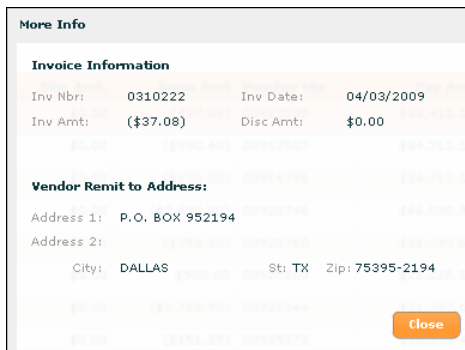 More Info
Invoice Information
Inv Nbr: 0310222 Inv Date: 04/03/2009
Inv Amt: ($37.08) Disc Amt: $0.00
Vendor Remit to Address:
Address 1: P.O. BOX 952194
Address 2:
City: DALLAS St: TX Zip: 75395-2194
Close